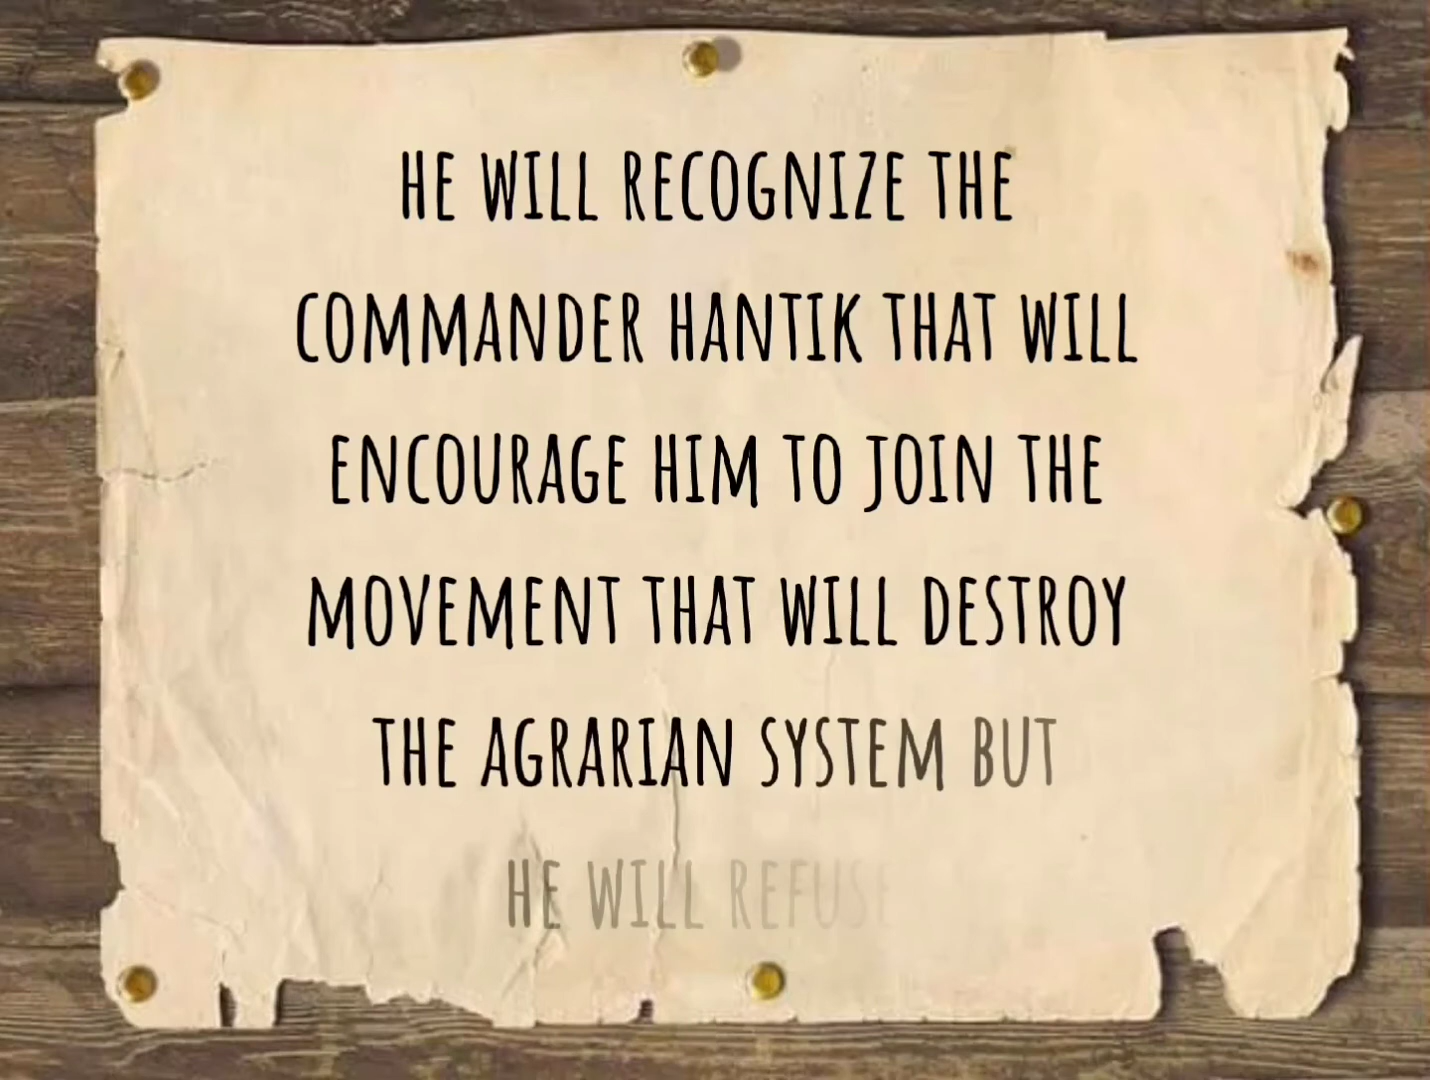 HE WILL RECOGNIZE THE
COMMANDER HANTIK THAT WILL
ENCOURAGE HIM TO JOIN THE
MOVEMENT THAT WILL DESTROY
THE AGRARIAN SYSTEM BUT
HE WILL REFUSE